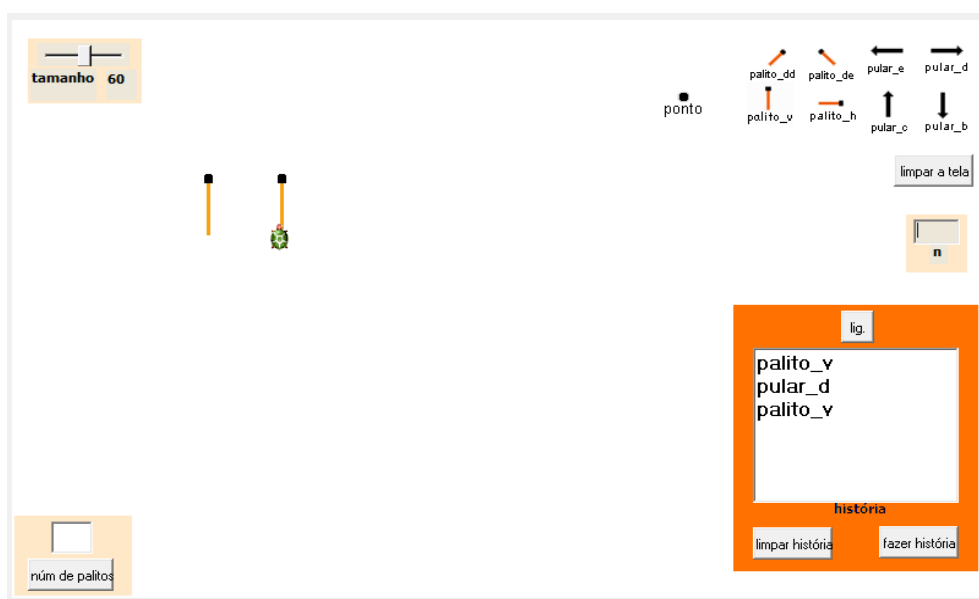 tamanho 60
ponto
palito_dd palito_de pular_e pular_d
palito_v palito_h pular_c pular_b
limpar a tela
n
lig.
palito_v
pular_d
palito_v
história
limpar história fazer história
núm de palitos